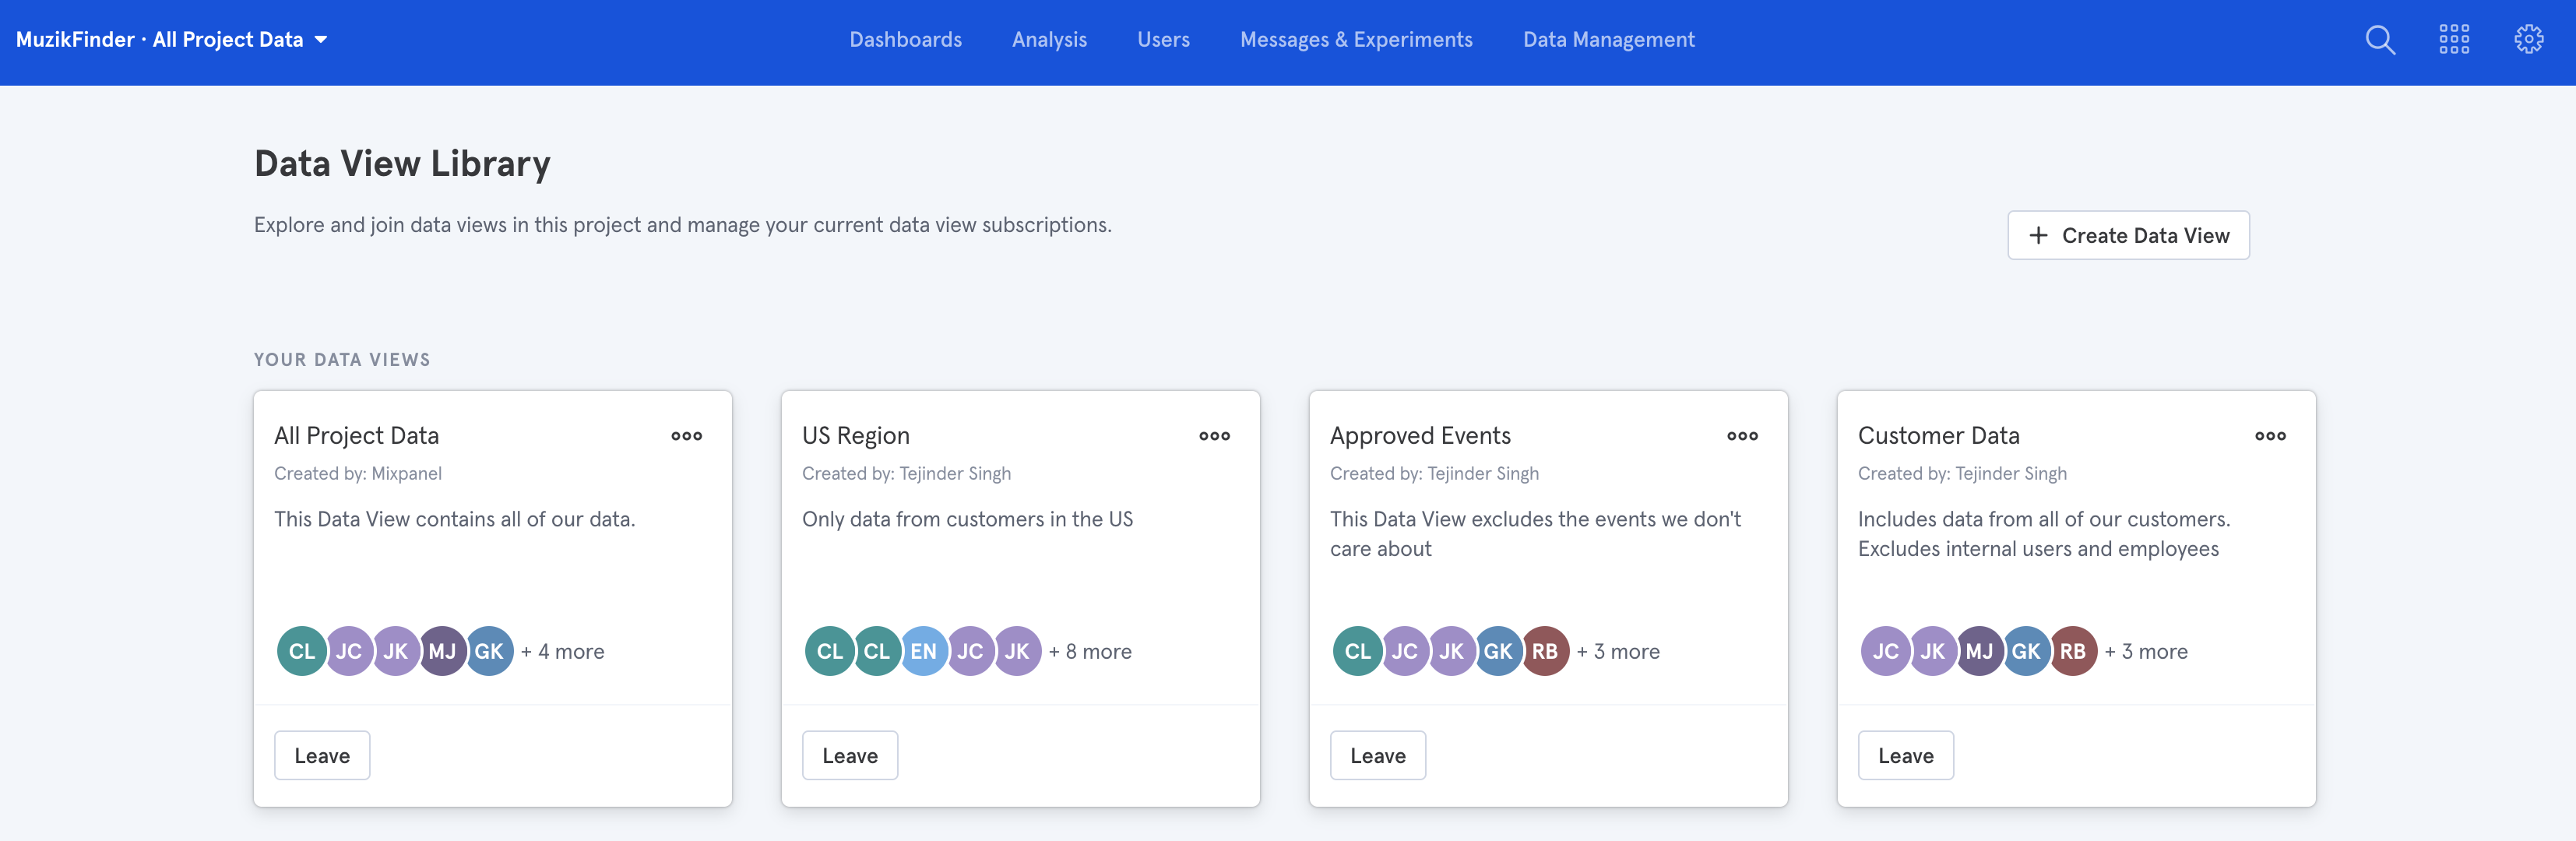 MuzikFinder · All Project Data
Dashboards
Analysis
Users
Messages & Experiments
Data Management
Data View Library
Explore and join data views in this project and manage your current data view subscriptions.
+ Create Data View
YOUR DATA VIEWS
All Project Data
Created by: Mixpanel
This Data View contains all of our data.
CL JC JK MJ GK + 4 more
Leave
US Region
Created by: Tejinder Singh
Only data from customers in the US
CL CL EN JC JK + 8 more
Leave
Approved Events
Created by: Tejinder Singh
This Data View excludes the events we don't
care about
CL JC JK GK RB + 3 more
Leave
Customer Data
Created by: Tejinder Singh
Includes data from all of our customers.
Excludes internal users and employees
JC JK MJ GK RB + 3 more
Leave